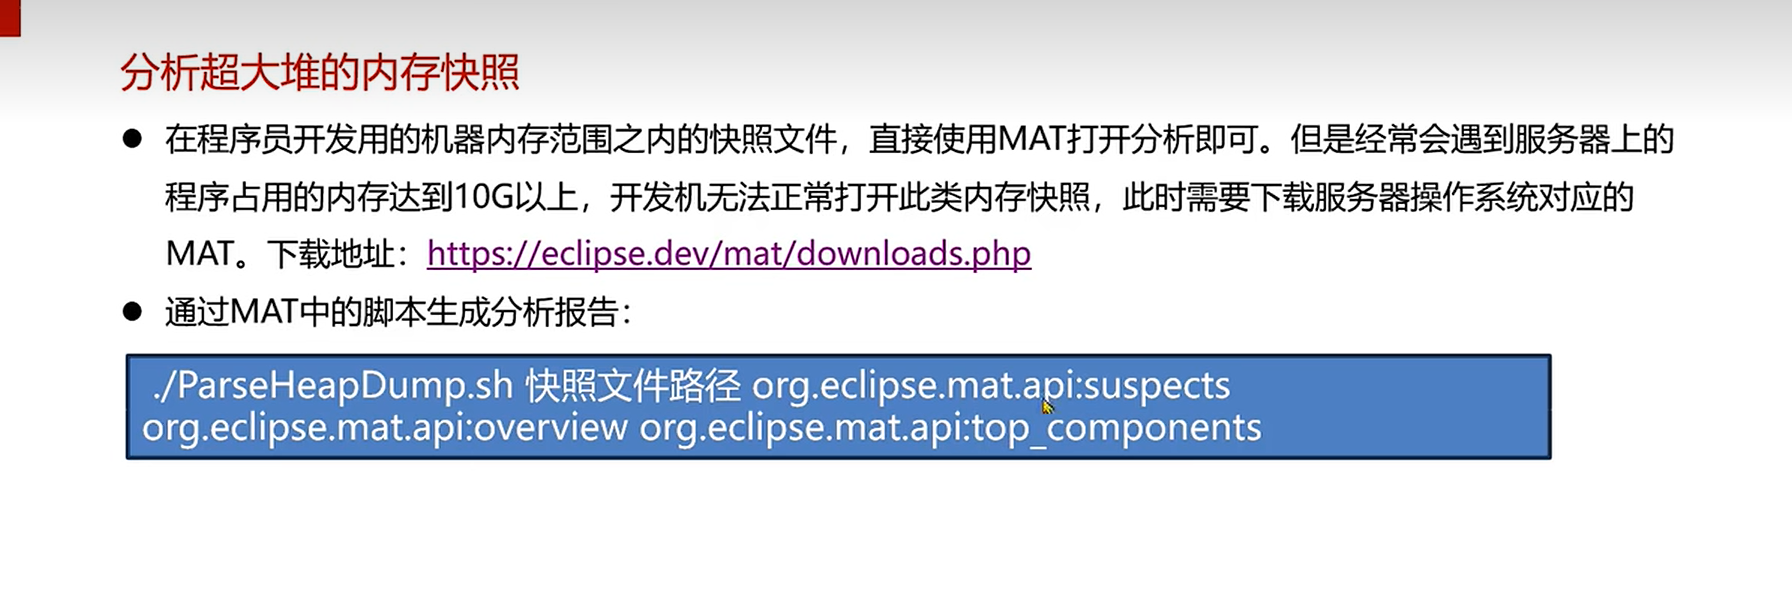 分析超大堆的内存快照
● 在程序员开发用的机器内存范围之内的快照文件，直接使用MAT打开分析即可。但是经常会遇到服务器上的
程序占用的内存达到10G以上，开发机无法正常打开此类内存快照，此时需要下载服务器操作系统对应的
MAT。下载地址：https://eclipse.dev/mat/downloads.php
● 通过MAT中的脚本生成分析报告：
./ParseHeapDump.sh 快照文件路径 org.eclipse.mat.api:suspects
org.eclipse.mat.api:overview org.eclipse.mat.api:top_components